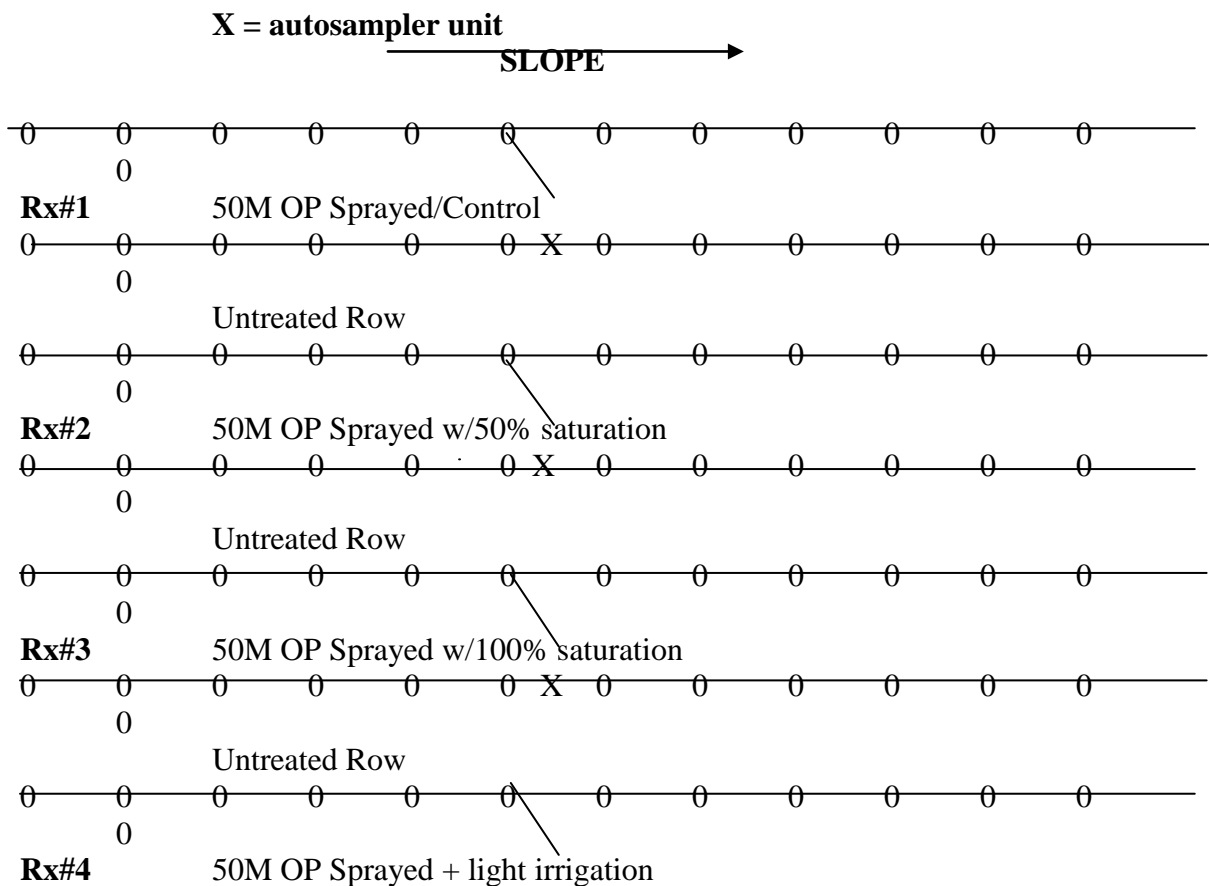 X = autosampler unit
SLOPE
0 0 0 0 0 0 0 0 0 0 0 0
0
Rx#1 50M OP Sprayed/Control
0 0 0 0 0 0 X 0 0 0 0 0 0
0
Untreated Row
0 0 0 0 0 0 0 0 0 0 0 0
0
Rx#2 50M OP Sprayed w/50% saturation
0 0 0 0 0 0 X 0 0 0 0 0 0
0
Untreated Row
0 0 0 0 0 0 0 0 0 0 0 0
0
Rx#3 50M OP Sprayed w/100% saturation
0 0 0 0 0 0 X 0 0 0 0 0 0
0
Untreated Row
0 0 0 0 0 0 0 0 0 0 0 0
0
Rx#4 50M OP Sprayed + light irrigation